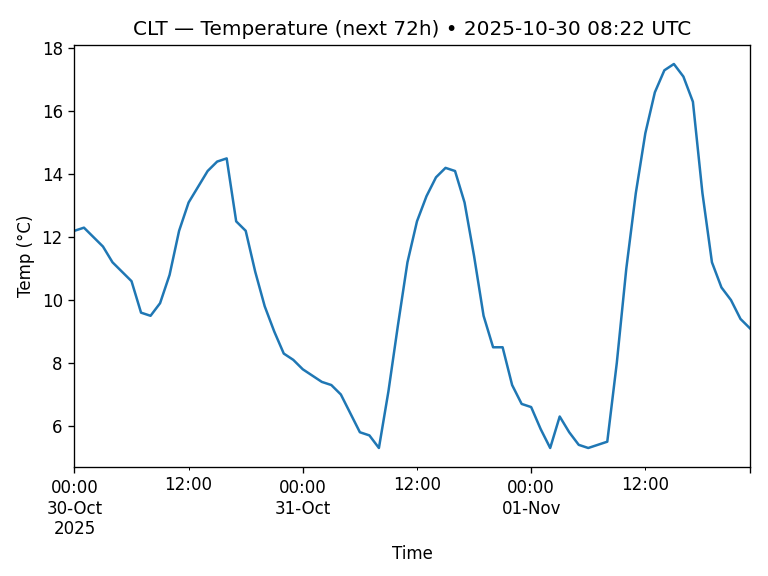 CLT — Temperature (next 72h) • 2025-10-30 08:22 UTC
Temp (°C)
18
16
14
12
10
8
6
00:00 12:00 00:00 12:00 00:00 12:00
30-Oct 31-Oct 01-Nov
2025
Time